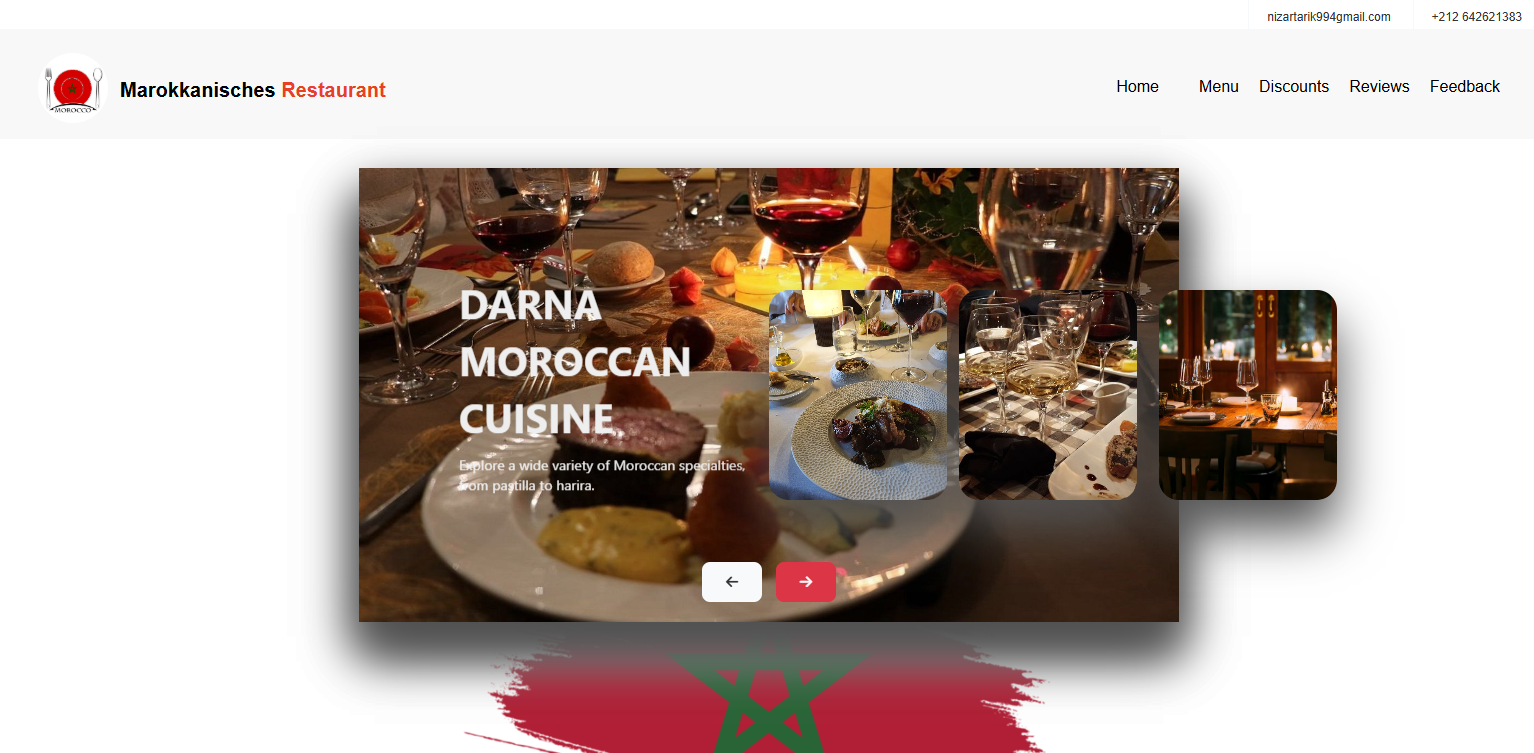 nizartarik994gmail.com
+212 642621383
MOROCCO
Marokkanisches Restaurant
Home
Menu
Discounts
Reviews
Feedback
DARNA
MOROCCAN
CUISINE
Explore a wide variety of Moroccan specialties,
from pastilla to harira.